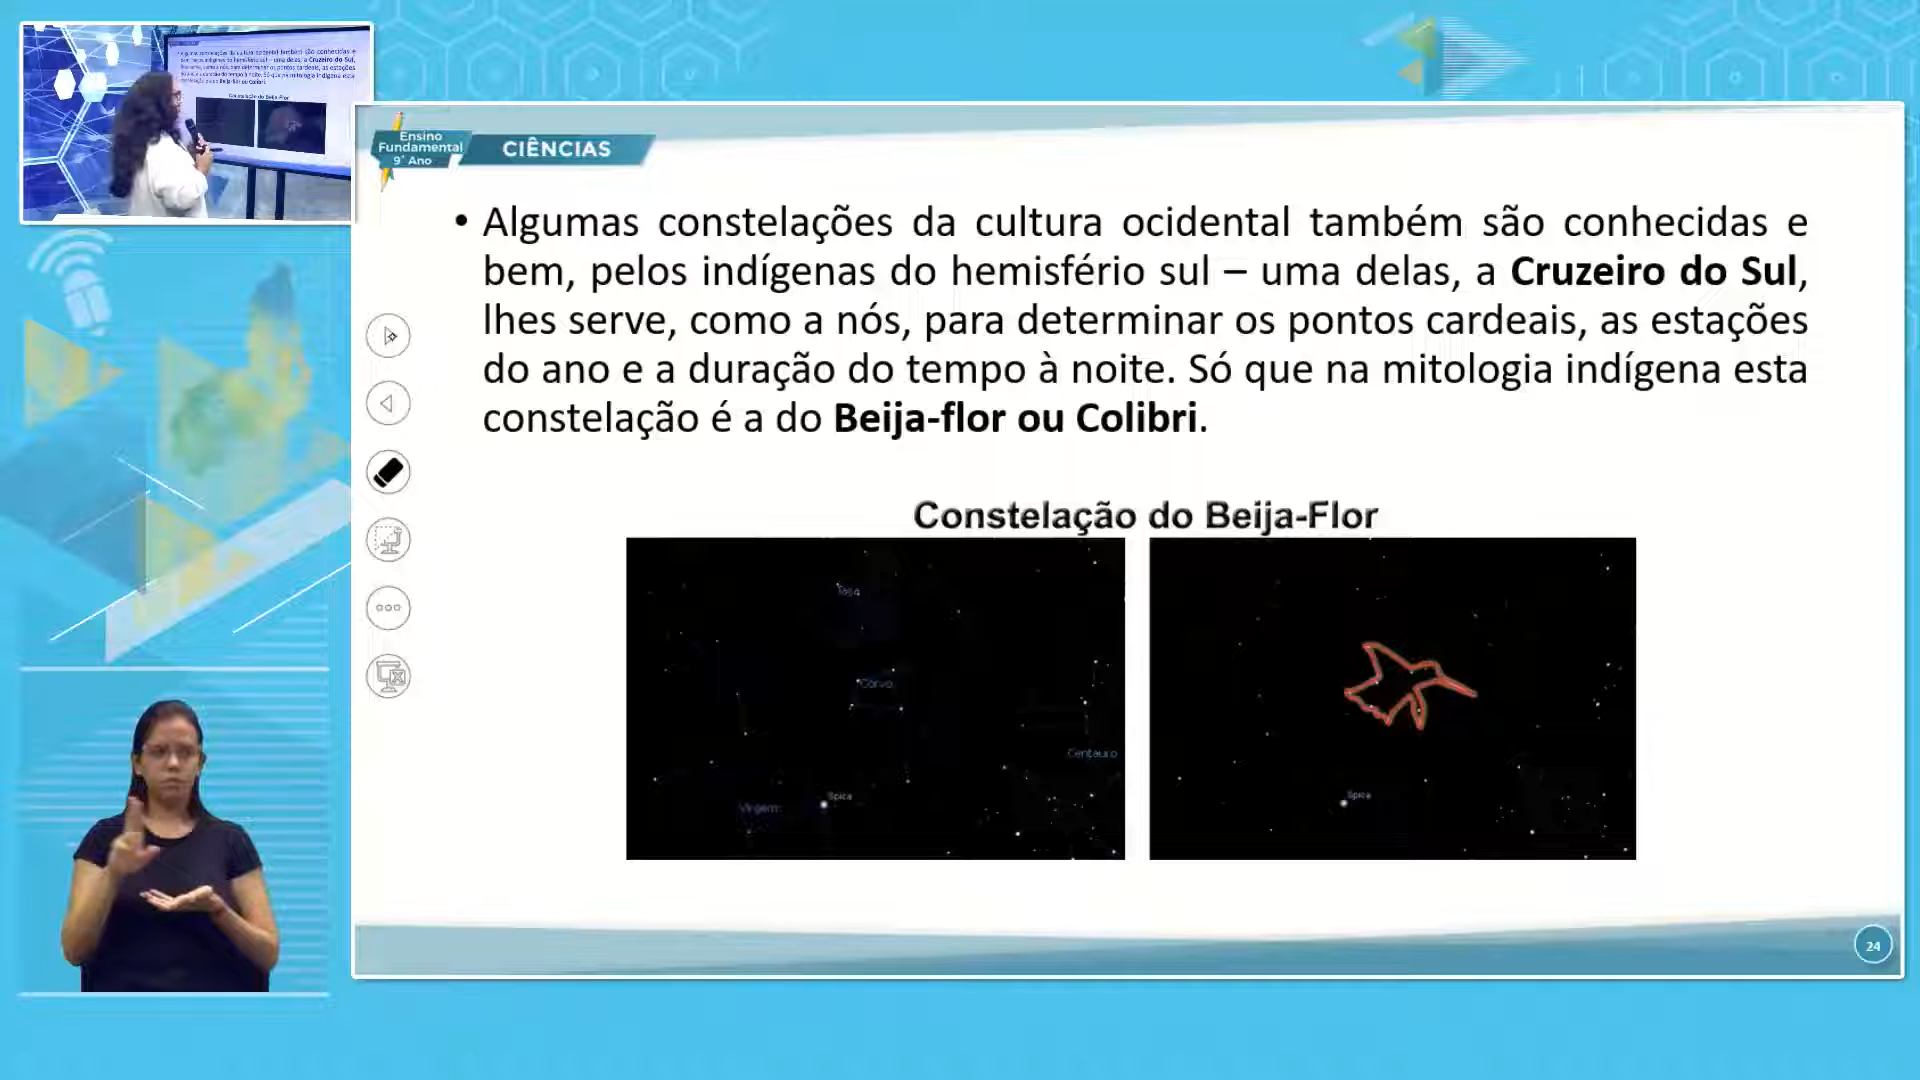 Ensino
Fundamental
9° Ano
CIÊNCIAS
• Algumas constelações da cultura ocidental também são conhecidas e
bem, pelos indígenas do hemisfério sul – uma delas, a Cruzeiro do Sul,
lhes serve, como a nós, para determinar os pontos cardeais, as estações
do ano e a duração do tempo à noite. Só que na mitologia indígena esta
constelação é a do Beija-flor ou Colibri.
Constelação do Beija-Flor
Taça
Corvo
Centauro
Virgem
Spica
Spica
24